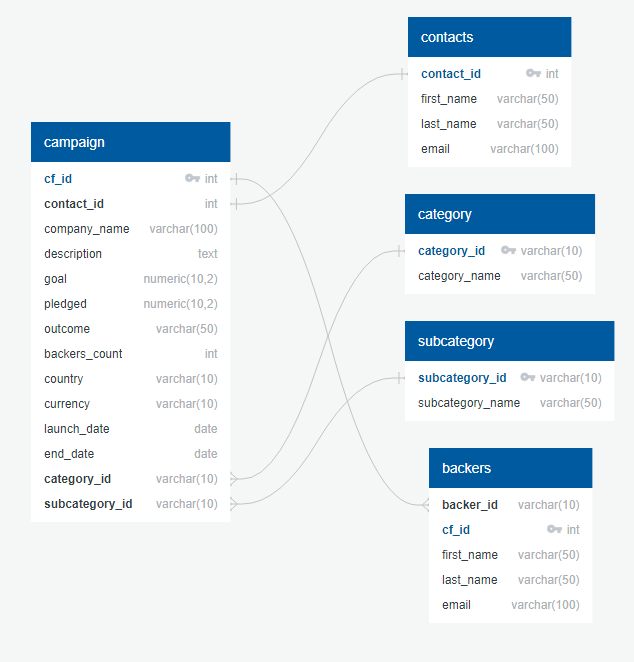 campaign
cf_id int
contact_id int
company_name varchar(100)
description text
goal numeric(10,2)
pledged numeric(10,2)
outcome varchar(50)
backers_count int
country varchar(10)
currency varchar(10)
launch_date date
end_date date
category_id varchar(10)
subcategory_id varchar(10)
contacts
contact_id int
first_name varchar(50)
last_name varchar(50)
email varchar(100)
category
category_id varchar(10)
category_name varchar(50)
subcategory
subcategory_id varchar(10)
subcategory_name varchar(50)
backers
backer_id varchar(10)
cf_id int
first_name varchar(50)
last_name varchar(50)
email varchar(100)